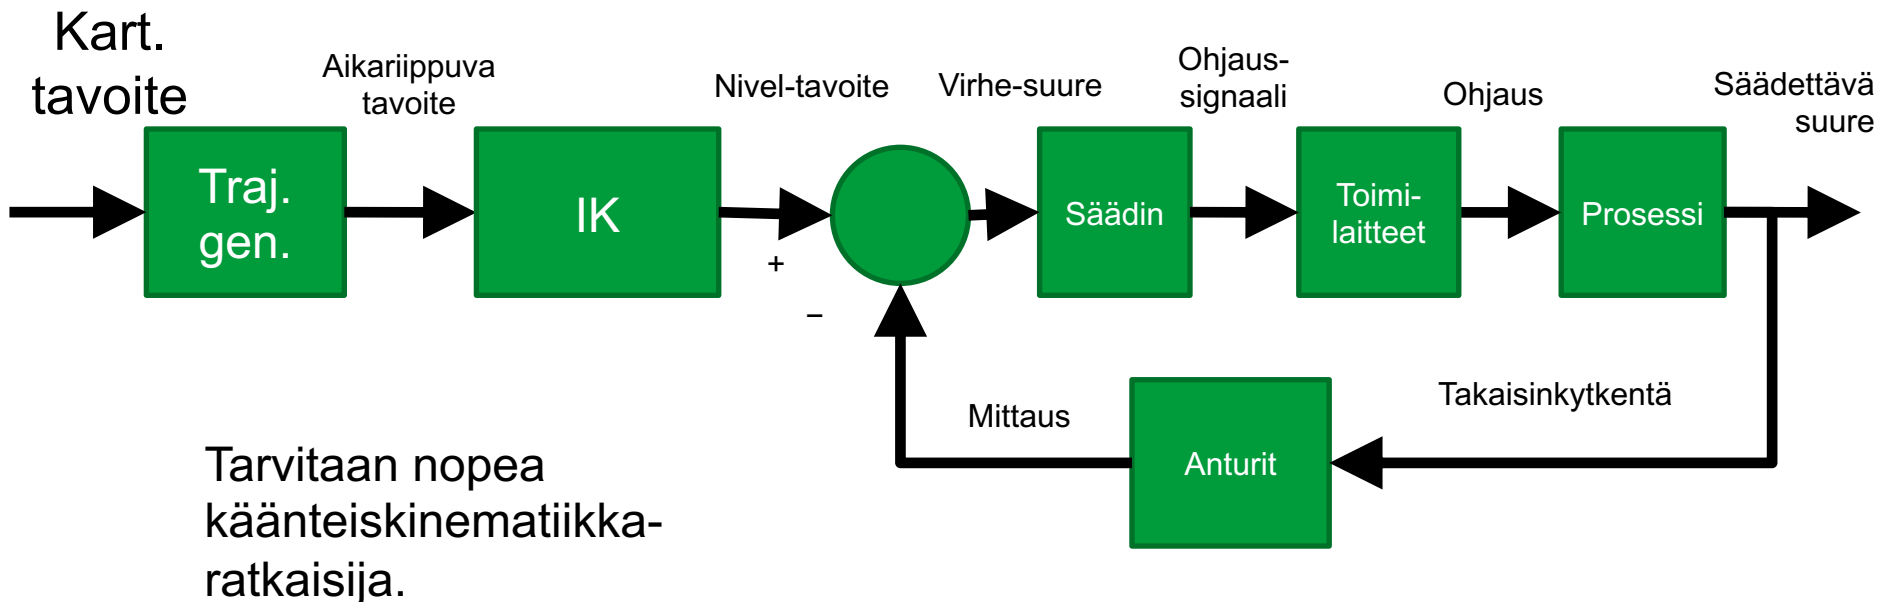 Kart.
tavoite
Aikariippuva
tavoite
Nivel-tavoite
Virhe-suure
Ohjaus-
signaali
Ohjaus
Säädettävä
suure
Traj.
gen.
IK
+
−
Säädin
Toimi-
laitteet
Prosessi
Mittaus
Anturit
Takaisinkytkentä
Tarvitaan nopea
käänteiskinematiikka-
ratkaisija.